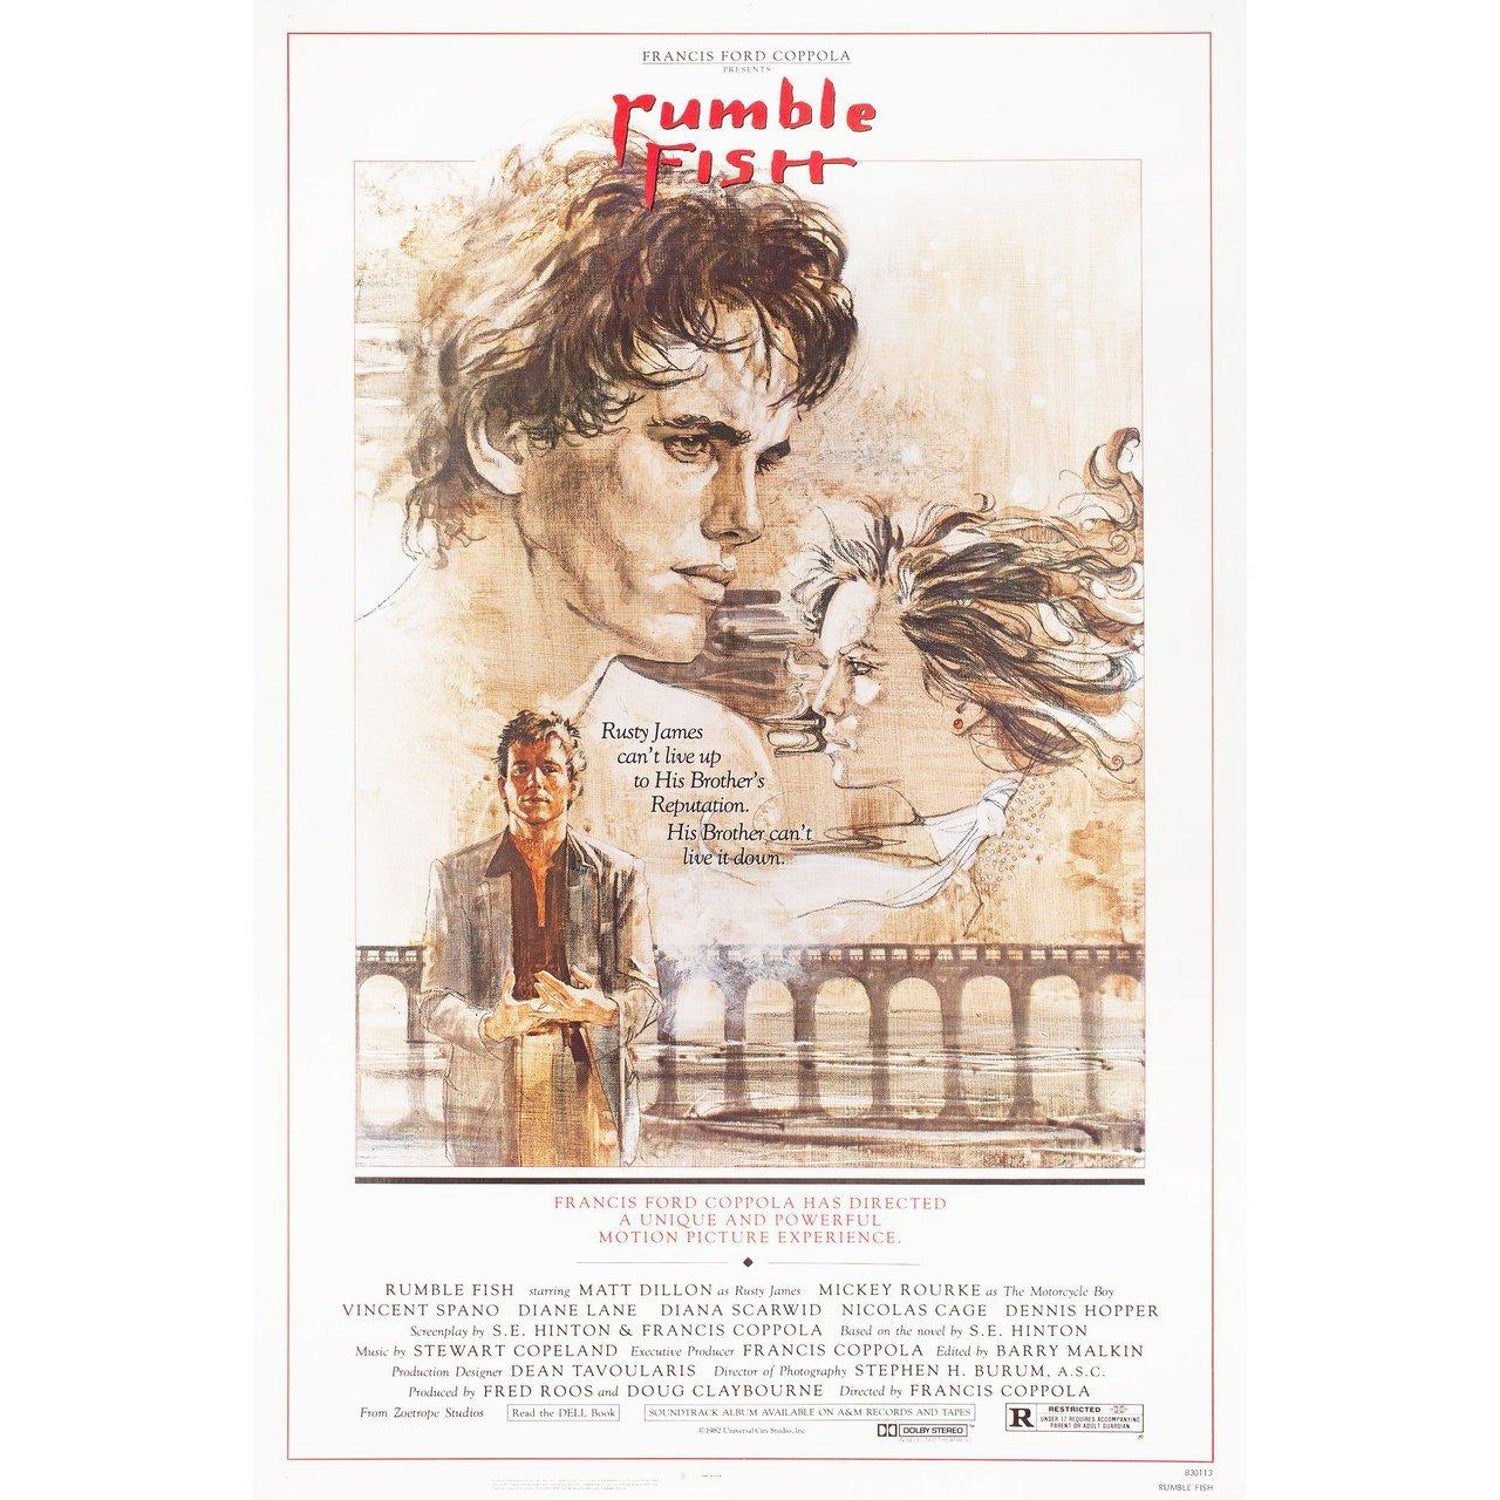 FRANCIS FORD COPPOLA
PRESENTS
rumble
FISH
Rusty James
can't live up
to His Brother's
Reputation.
His Brother can't
live it down.
FRANCIS FORD COPPOLA HAS DIRECTED
A UNIQUE AND POWERFUL
MOTION PICTURE EXPERIENCE.
RUMBLE FISH starring MATT DILLON as Rusty James MICKEY ROURKE as The Motorcycle Boy
VINCENT SPANO DIANE LANE DIANA SCARWID NICOLAS CAGE DENNIS HOPPER
Screenplay by S.E. HINTON & FRANCIS COPPOLA Based on the novel by S.E. HINTON
Music by STEWART COPELAND Executive Producer FRANCIS COPPOLA Edited by BARRY MALKIN
Production Designer DEAN TAVOULARIS Director of Photography STEPHEN H. BURUM, A.S.C.
Produced by FRED ROOS and DOUG CLAYBOURNE Directed by FRANCIS COPPOLA
From Zoetrope Studios Read the DELL Book SOUNDTRACK ALBUM AVAILABLE ON A&M RECORDS AND TAPES
R RESTRICTED
UNDER 17 REQUIRES ACCOMPANYING
PARENT OR ADULT GUARDIAN
©1982 Universal City Studios, Inc.
DOLBY STEREO™
830113
RUMBLE FISH